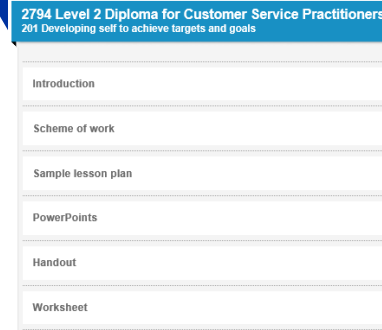 2794 Level 2 Diploma for Customer Service Practitioners
201 Developing self to achieve targets and goals
Introduction
Scheme of work
Sample lesson plan
PowerPoints
Handout
Worksheet